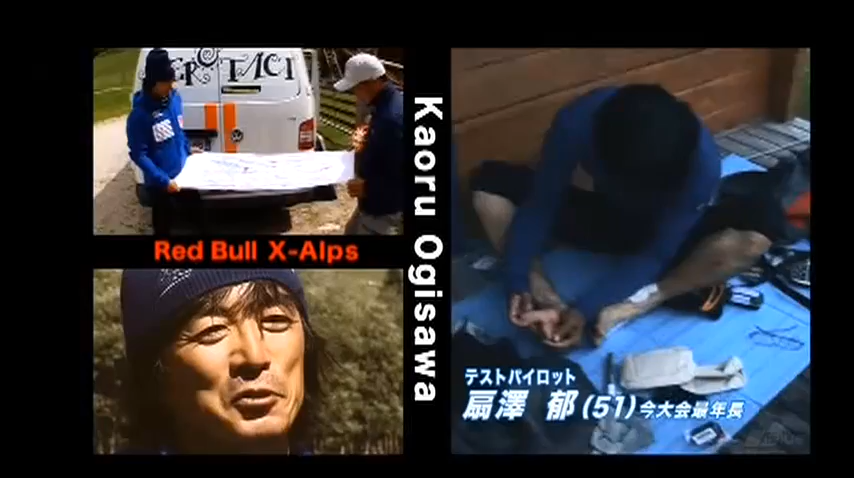 Red Bull X-Alps
Kaoru Ogisawa
テストパイロット
扇澤 郁(51)今大会最年長